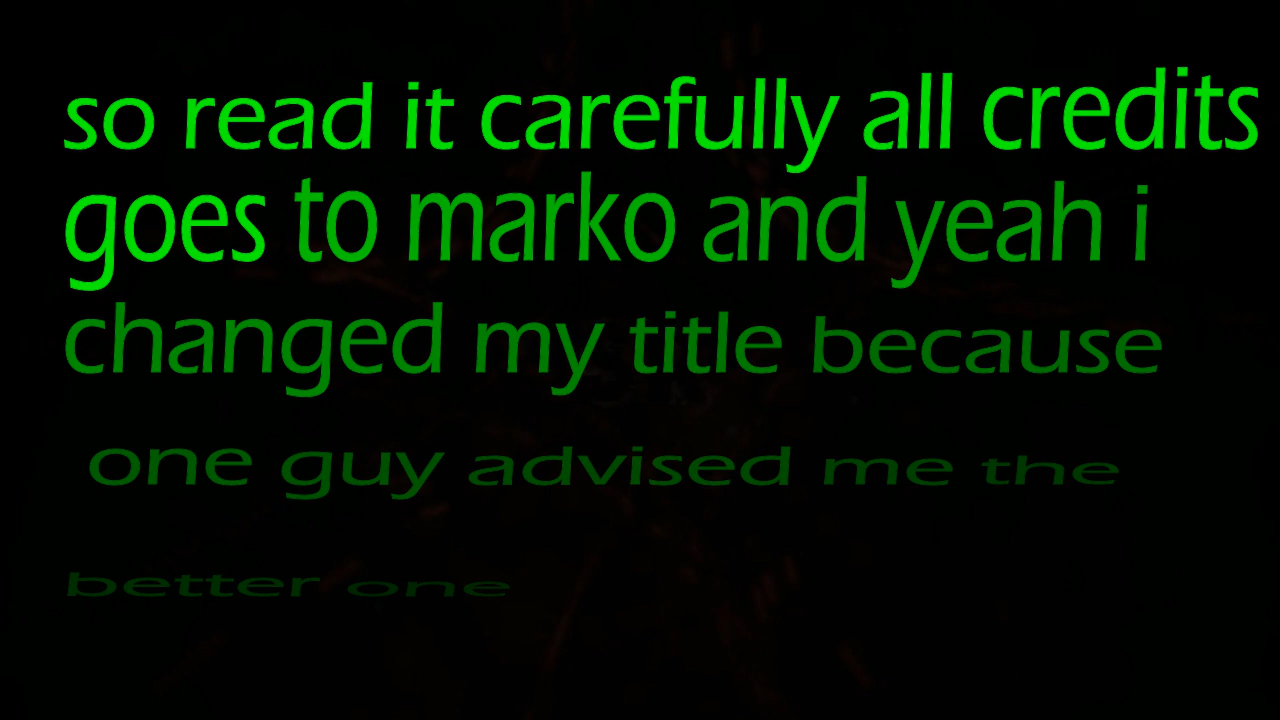 so read it carefully all credits
goes to marko and yeah i
changed my title because
one guy advised me the
better one